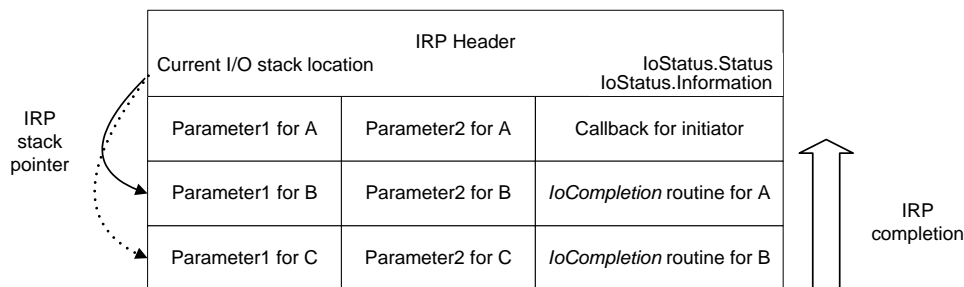 IRP Header
Current I/O stack location
IoStatus.Status
IoStatus.Information
IRP
stack
pointer
Parameter1 for A
Parameter2 for A
Callback for initiator
Parameter1 for B
Parameter2 for B
IoCompletion routine for A
Parameter1 for C
Parameter2 for C
IoCompletion routine for B
IRP
completion